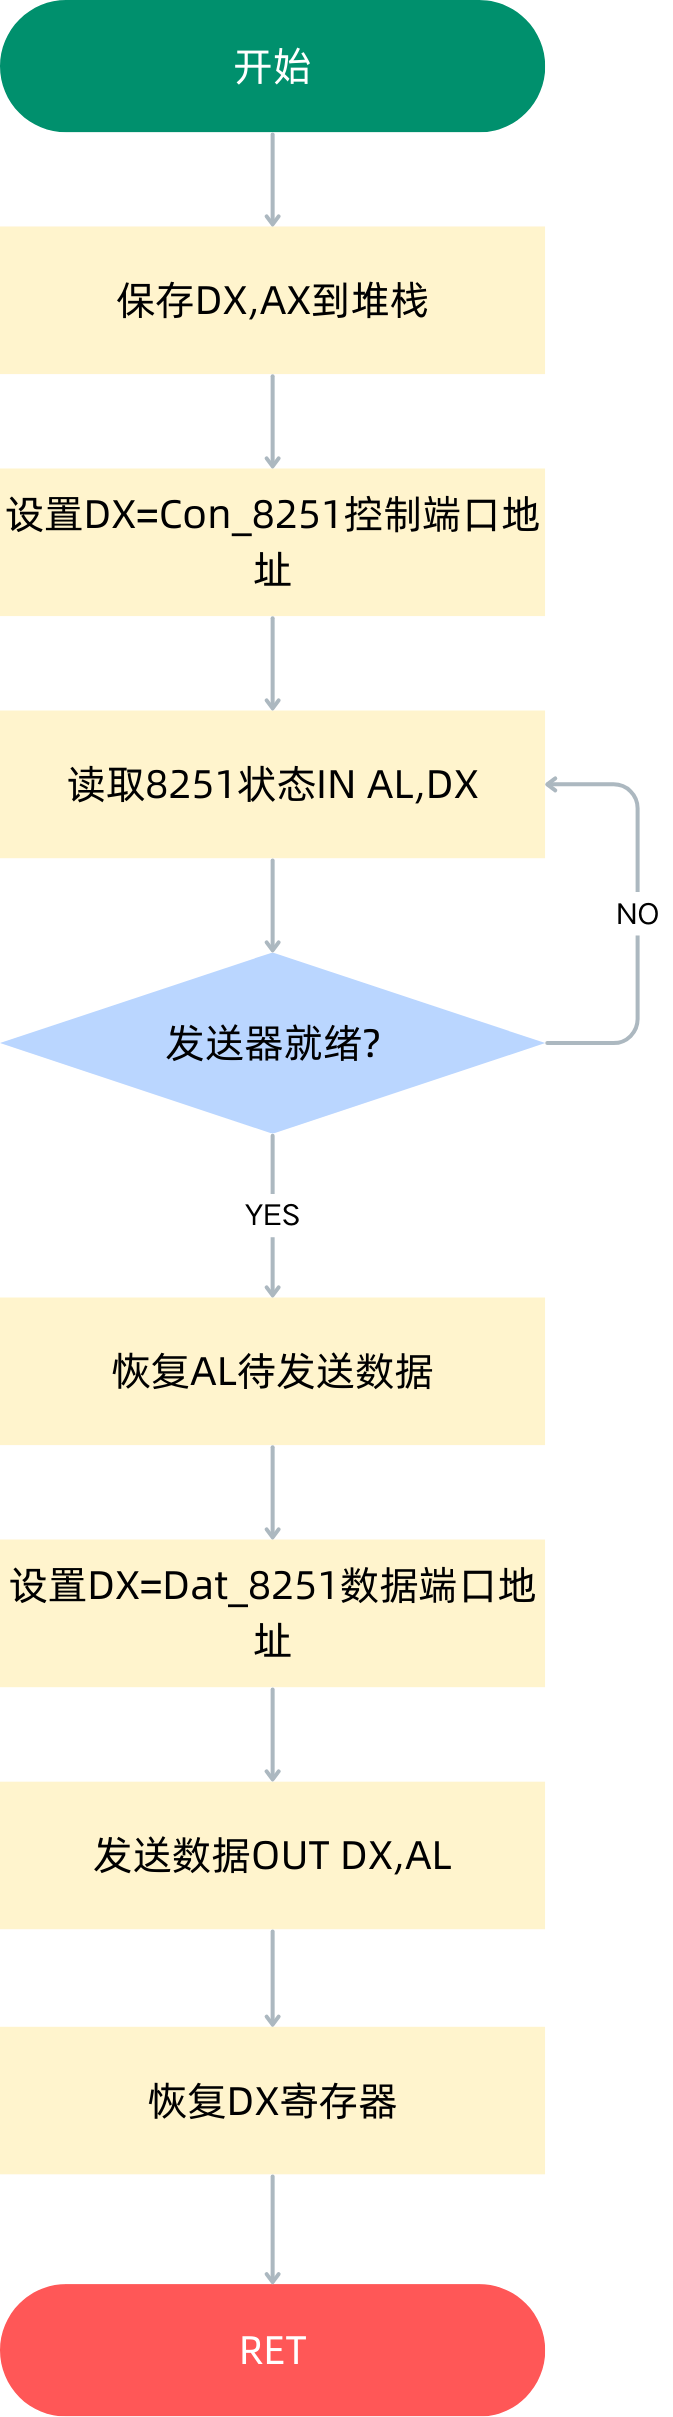 开始
保存DX,AX到堆栈
设置DX=Con_8251控制端口地
址
读取8251状态IN AL,DX
NO
发送器就绪?
YES
恢复AL待发送数据
设置DX=Dat_8251数据端口地
址
发送数据OUT DX,AL
恢复DX寄存器
RET